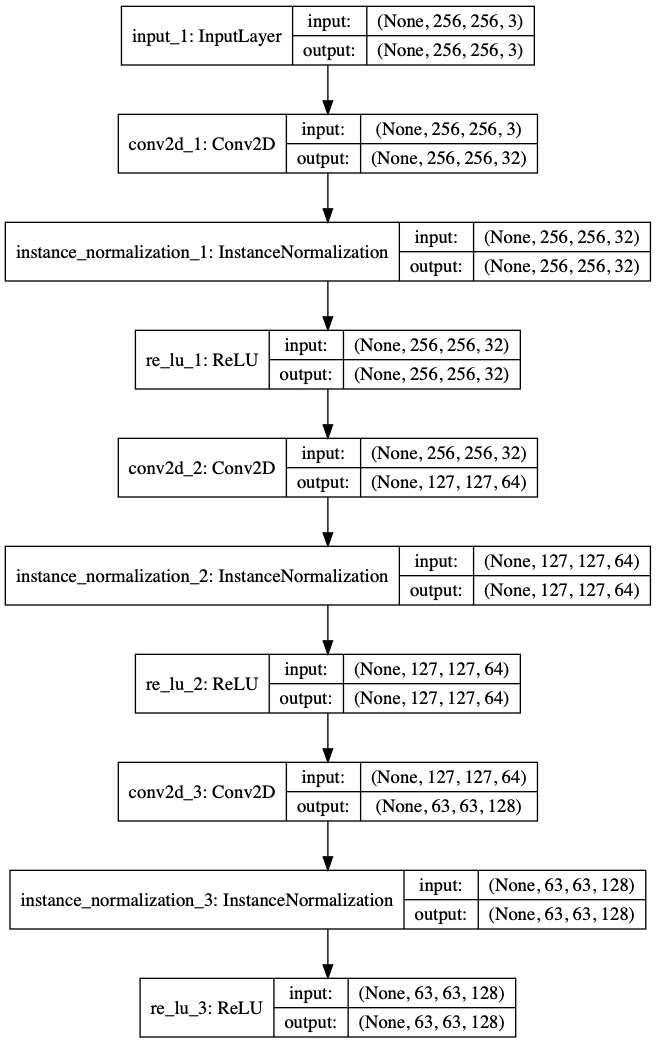 input_1: InputLayer
input: (None, 256, 256, 3)
output: (None, 256, 256, 3)
conv2d_1: Conv2D
input: (None, 256, 256, 3)
output: (None, 256, 256, 32)
instance_normalization_1: InstanceNormalization
input: (None, 256, 256, 32)
output: (None, 256, 256, 32)
re_lu_1: ReLU
input: (None, 256, 256, 32)
output: (None, 256, 256, 32)
conv2d_2: Conv2D
input: (None, 256, 256, 32)
output: (None, 127, 127, 64)
instance_normalization_2: InstanceNormalization
input: (None, 127, 127, 64)
output: (None, 127, 127, 64)
re_lu_2: ReLU
input: (None, 127, 127, 64)
output: (None, 127, 127, 64)
conv2d_3: Conv2D
input: (None, 127, 127, 64)
output: (None, 63, 63, 128)
instance_normalization_3: InstanceNormalization
input: (None, 63, 63, 128)
output: (None, 63, 63, 128)
re_lu_3: ReLU
input: (None, 63, 63, 128)
output: (None, 63, 63, 128)